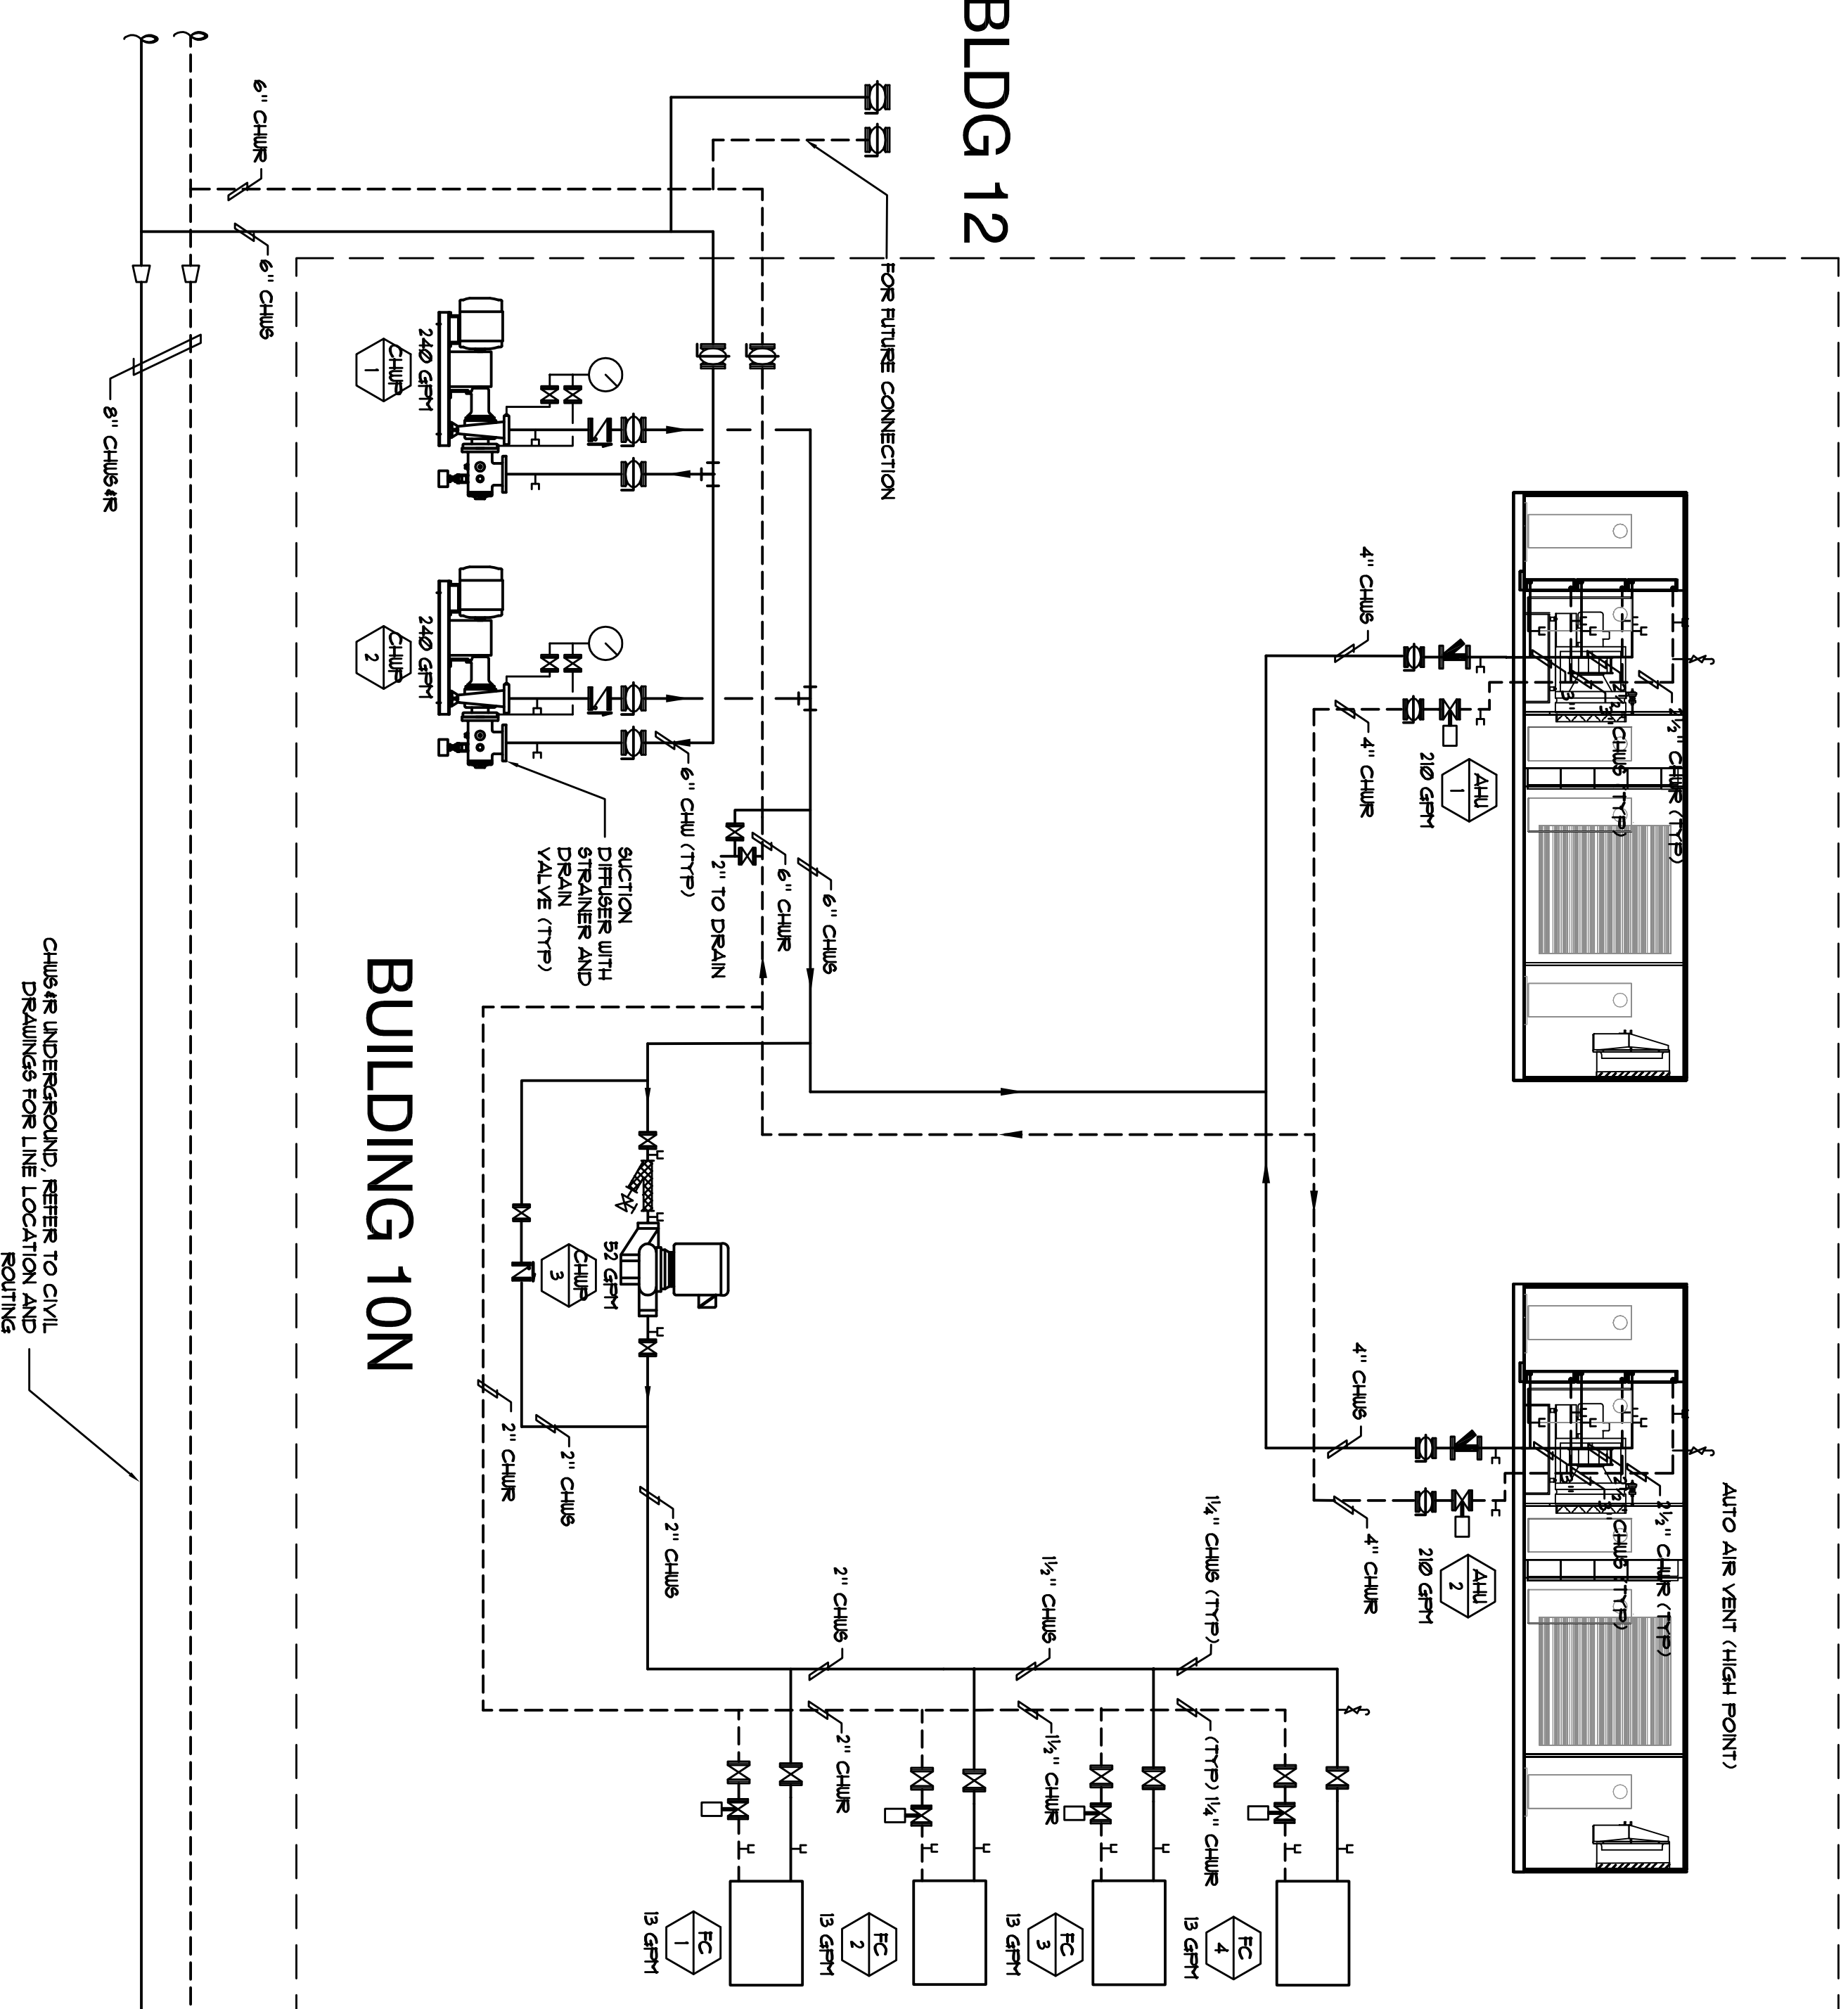 BLDG 12
6" CHWR
6" CHWS
8" CHWS&R
FOR FUTURE CONNECTION
240 GPM
CHWP
1
240 GPM
CHWP
2
6" CHW (TYP)
SUCTION
DIFFUSER WITH
STRAINER AND
DRAIN
VALVE (TYP)
2" TO DRAIN
6" CHWR
6" CHWS
4" CHWS
4" CHWR
AHU
1
210 GPM
2½" CHWR (TYP)
2½"
3"
3" CHWS (TYP)
BUILDING 10N
CHWS&R UNDERGROUND, REFER TO CIVIL
DRAWINGS FOR LINE LOCATION AND
ROUTING
52 GPM
CHWP
3
2" CHWR
2" CHWS
2" CHWS
4" CHWS
4" CHWR
AHU
2
210 GPM
2½" CHWR (TYP)
2½"
3"
3" CHWS (TYP)
AUTO AIR VENT (HIGH POINT)
1¼" CHWS (TYP)
1½" CHWS
2" CHWS
(TYP) 1¼" CHWR
1½" CHWR
2" CHWR
FC
4
13 GPM
FC
3
13 GPM
FC
2
13 GPM
FC
1
13 GPM